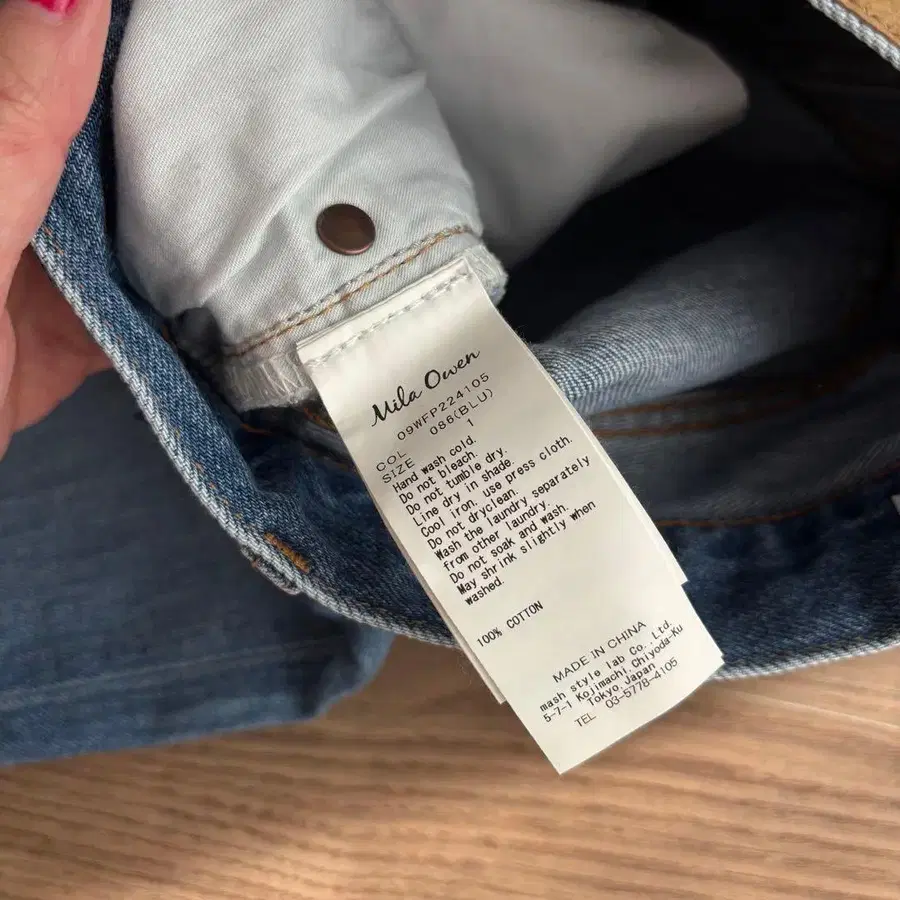 Mila Owen
09WFP224105
COL 086(BLU)
SIZE 1
Hand wash cold.
Do not bleach.
Do not tumble dry.
Line dry in shade.
Cool iron. use press cloth.
Do not dryclean.
Wash the laundry separately
from other laundry.
Do not soak and wash.
May shrink slightly when
washed.
100% COTTON
MADE IN CHINA
mash style lab Co., Ltd.
5-7-1 Kojimachi, Chiyoda-Ku
Tokyo, Japan
TEL 03-5778-4105